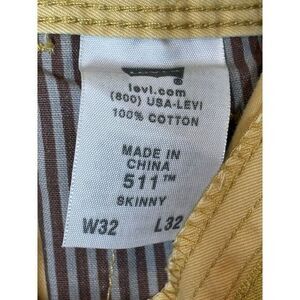 levi.com
(800) USA-LEVI
100% COTTON
MADE IN
CHINA
511™
SKINNY
W32 L32